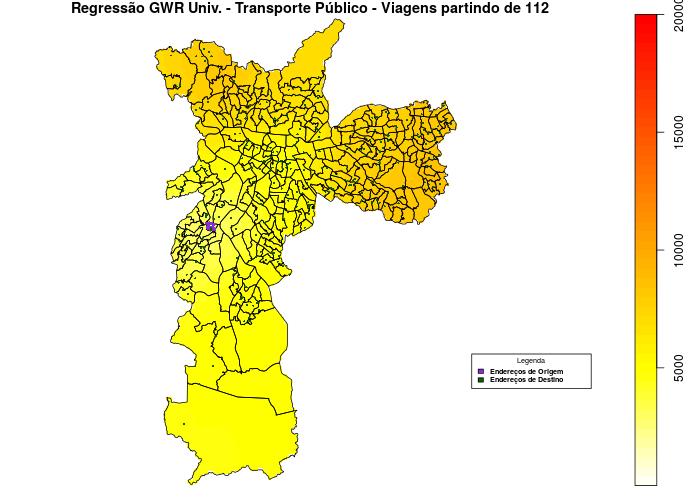 Regressão GWR Univ. - Transporte Público - Viagens partindo de 112
20000
15000
10000
5000
Legenda
Endereços de Origem
Endereços de Destino